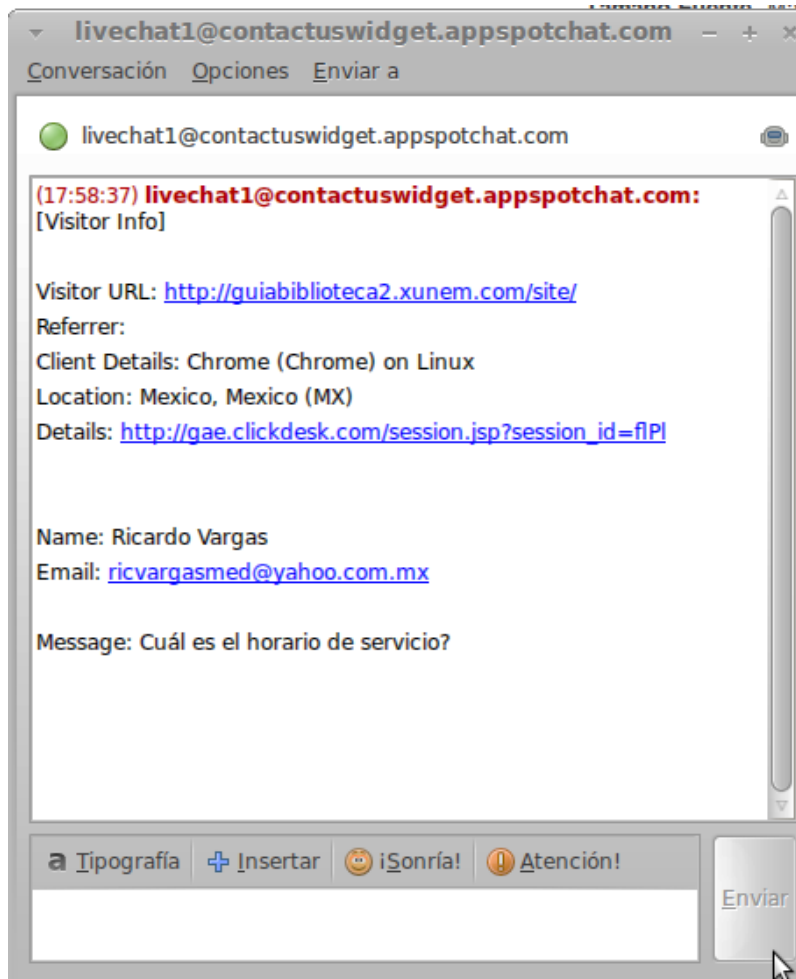 livechat1@contactuswidget.appspotchat.com
Conversación Opciones Enviar a
livechat1@contactuswidget.appspotchat.com
(17:58:37) livechat1@contactuswidget.appspotchat.com:
[Visitor Info]
Visitor URL: http://guiabiblioteca2.xunem.com/site/
Referrer:
Client Details: Chrome (Chrome) on Linux
Location: Mexico, Mexico (MX)
Details: http://gae.clickdesk.com/session.jsp?session_id=flPl
Name: Ricardo Vargas
Email: ricvargasmed@yahoo.com.mx
Message: Cuál es el horario de servicio?
a Tipografía Insertar ¡Sonría! Atención!
Enviar